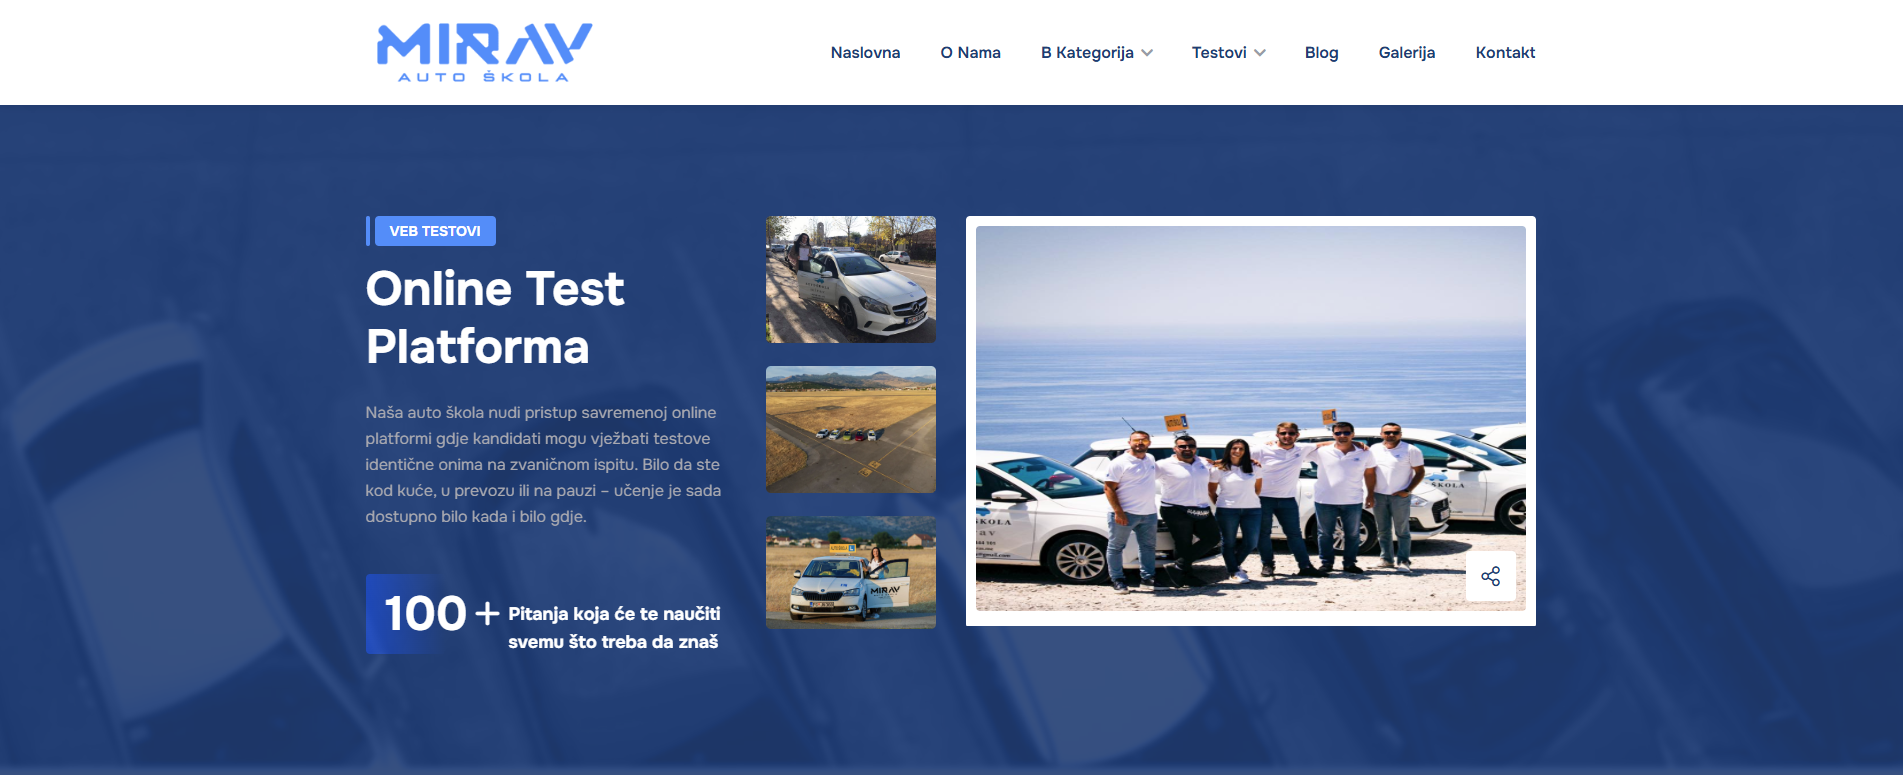 MIRAV
AUTO ŠKOLA
Naslovna
O Nama
B Kategorija
Testovi
Blog
Galerija
Kontakt
VEB TESTOVI
Online Test
Platforma
Naša auto škola nudi pristup savremenoj online
platformi gdje kandidati mogu vježbati testove
identične onima na zvaničnom ispitu. Bilo da ste
kod kuće, u prevozu ili na pauzi – učenje je sada
dostupno bilo kada i bilo gdje.
100 + Pitanja koja će te naučiti
svemu što treba da znaš
MIRAV
ŠKOLA